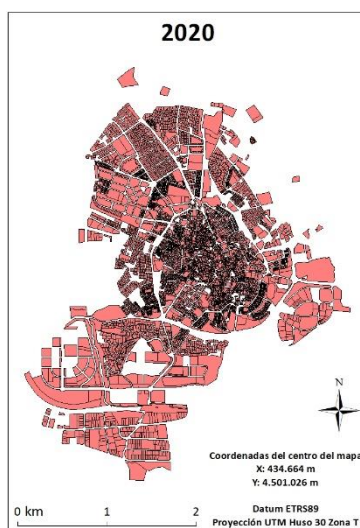 2020
N
Coordenadas del centro del mapa
X: 434.664 m
Y: 4.501.026 m
0 km 1 2
Datum ETRS89
Proyección UTM Huso 30 Zona T